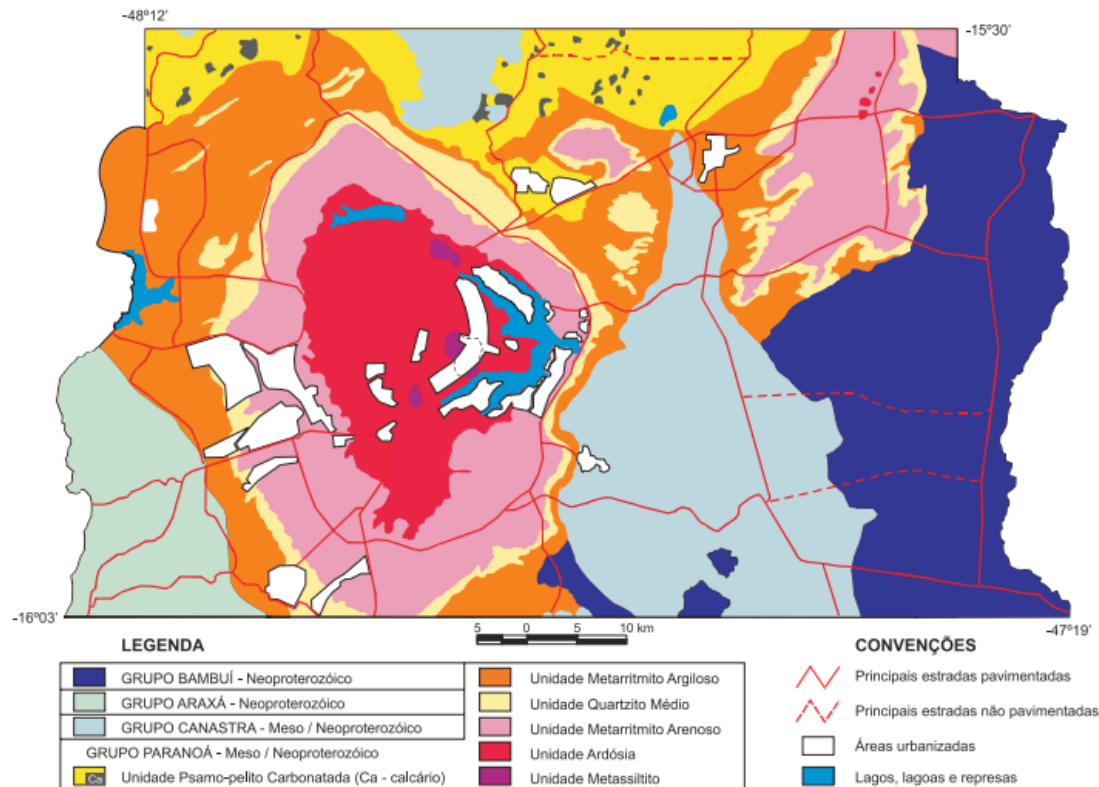 -48º12'
-15º30'
-16º03'
-47º19'
5 0 5 10 km
LEGENDA
GRUPO BAMBUÍ - Neoproterozóico
GRUPO ARAXÁ - Neoproterozóico
GRUPO CANASTRA - Meso / Neoproterozóico
GRUPO PARANOÁ - Meso / Neoproterozóico
Ca Unidade Psamo-pelito Carbonatada (Ca - calcário)
Unidade Metarritmito Argiloso
Unidade Quartzito Médio
Unidade Metarritmito Arenoso
Unidade Ardósia
Unidade Metassiltito
CONVENÇÕES
Principais estradas pavimentadas
Principais estradas não pavimentadas
Áreas urbanizadas
Lagos, lagoas e represas